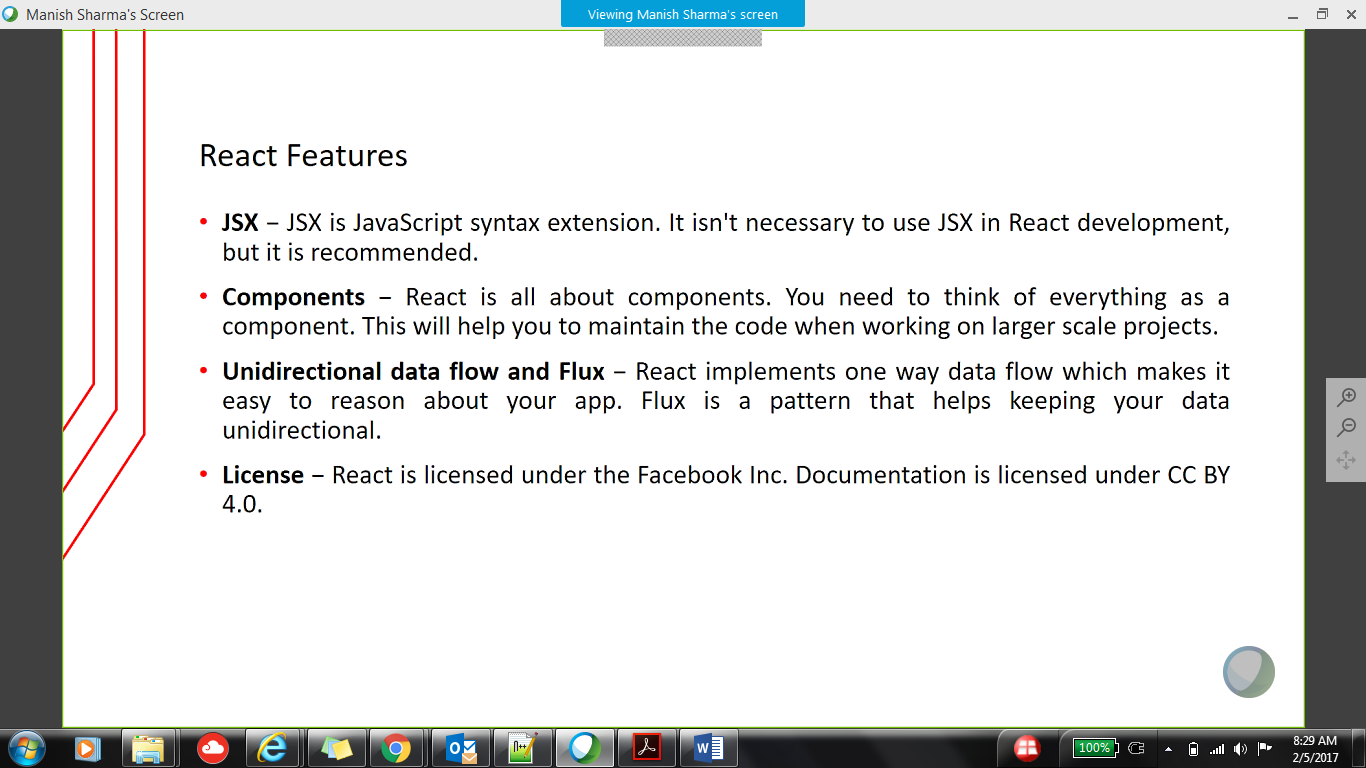 Manish Sharma's Screen
Viewing Manish Sharma's screen
React Features
• JSX – JSX is JavaScript syntax extension. It isn't necessary to use JSX in React development,
but it is recommended.
• Components – React is all about components. You need to think of everything as a
component. This will help you to maintain the code when working on larger scale projects.
• Unidirectional data flow and Flux – React implements one way data flow which makes it
easy to reason about your app. Flux is a pattern that helps keeping your data
unidirectional.
• License – React is licensed under the Facebook Inc. Documentation is licensed under CC BY
4.0.
100%
8:29 AM
2/5/2017